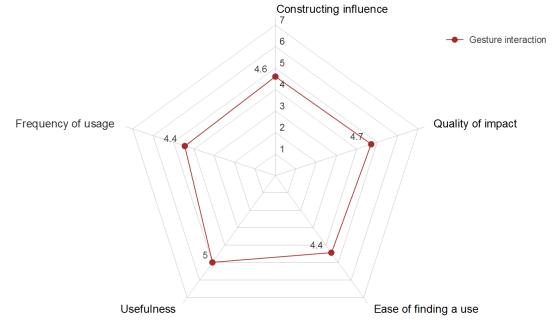 Constructing influence
7
Gesture interaction
6
5
4.6
4
Frequency of usage
Quality of impact
3
4.4
4.7
2
1
4.4
5
Usefulness
Ease of finding a use